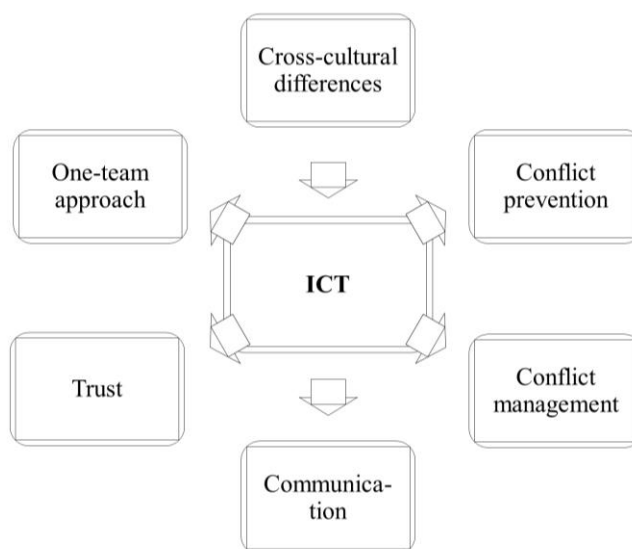 Cross-cultural
differences
One-team
approach
Conflict
prevention
ICT
Trust
Conflict
management
Communica-
tion